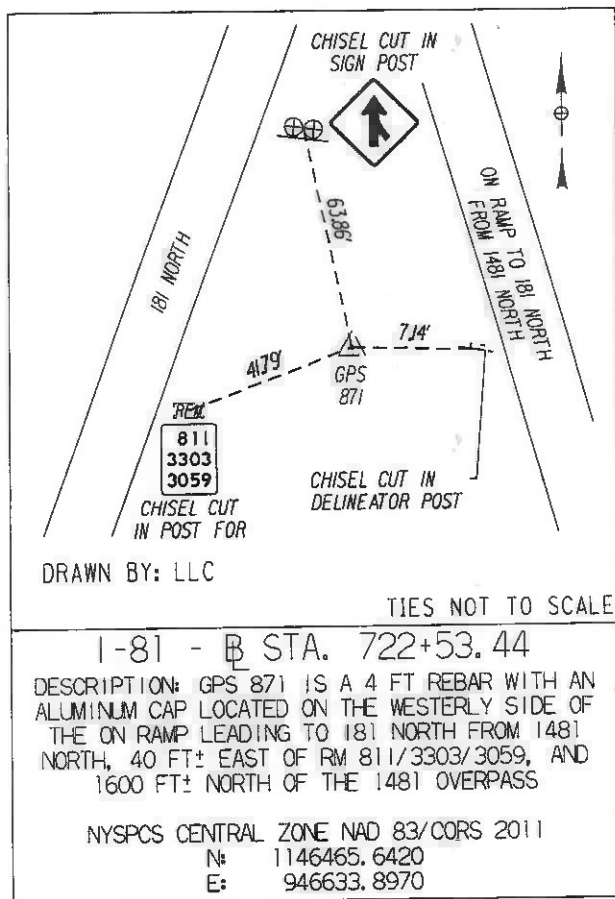 CHISEL CUT IN
SIGN POST
181 NORTH
ON RAMP TO 181 NORTH
FROM 1481 NORTH
63.86'
7.14'
41.79'
GPS
871
REM.
811
3303
3059
CHISEL CUT
IN POST FOR
CHISEL CUT IN
DELINEATOR POST
DRAWN BY: LLC
TIES NOT TO SCALE
I-81 - BL STA. 722+53.44
DESCRIPTION: GPS 871 IS A 4 FT REBAR WITH AN
ALUMINUM CAP LOCATED ON THE WESTERLY SIDE OF
THE ON RAMP LEADING TO 181 NORTH FROM 1481
NORTH, 40 FT± EAST OF RM 811/3303/3059, AND
1600 FT± NORTH OF THE 1481 OVERPASS
NYSPCS CENTRAL ZONE NAD 83/CORS 2011
N: 1146465.6420
E: 946633.8970